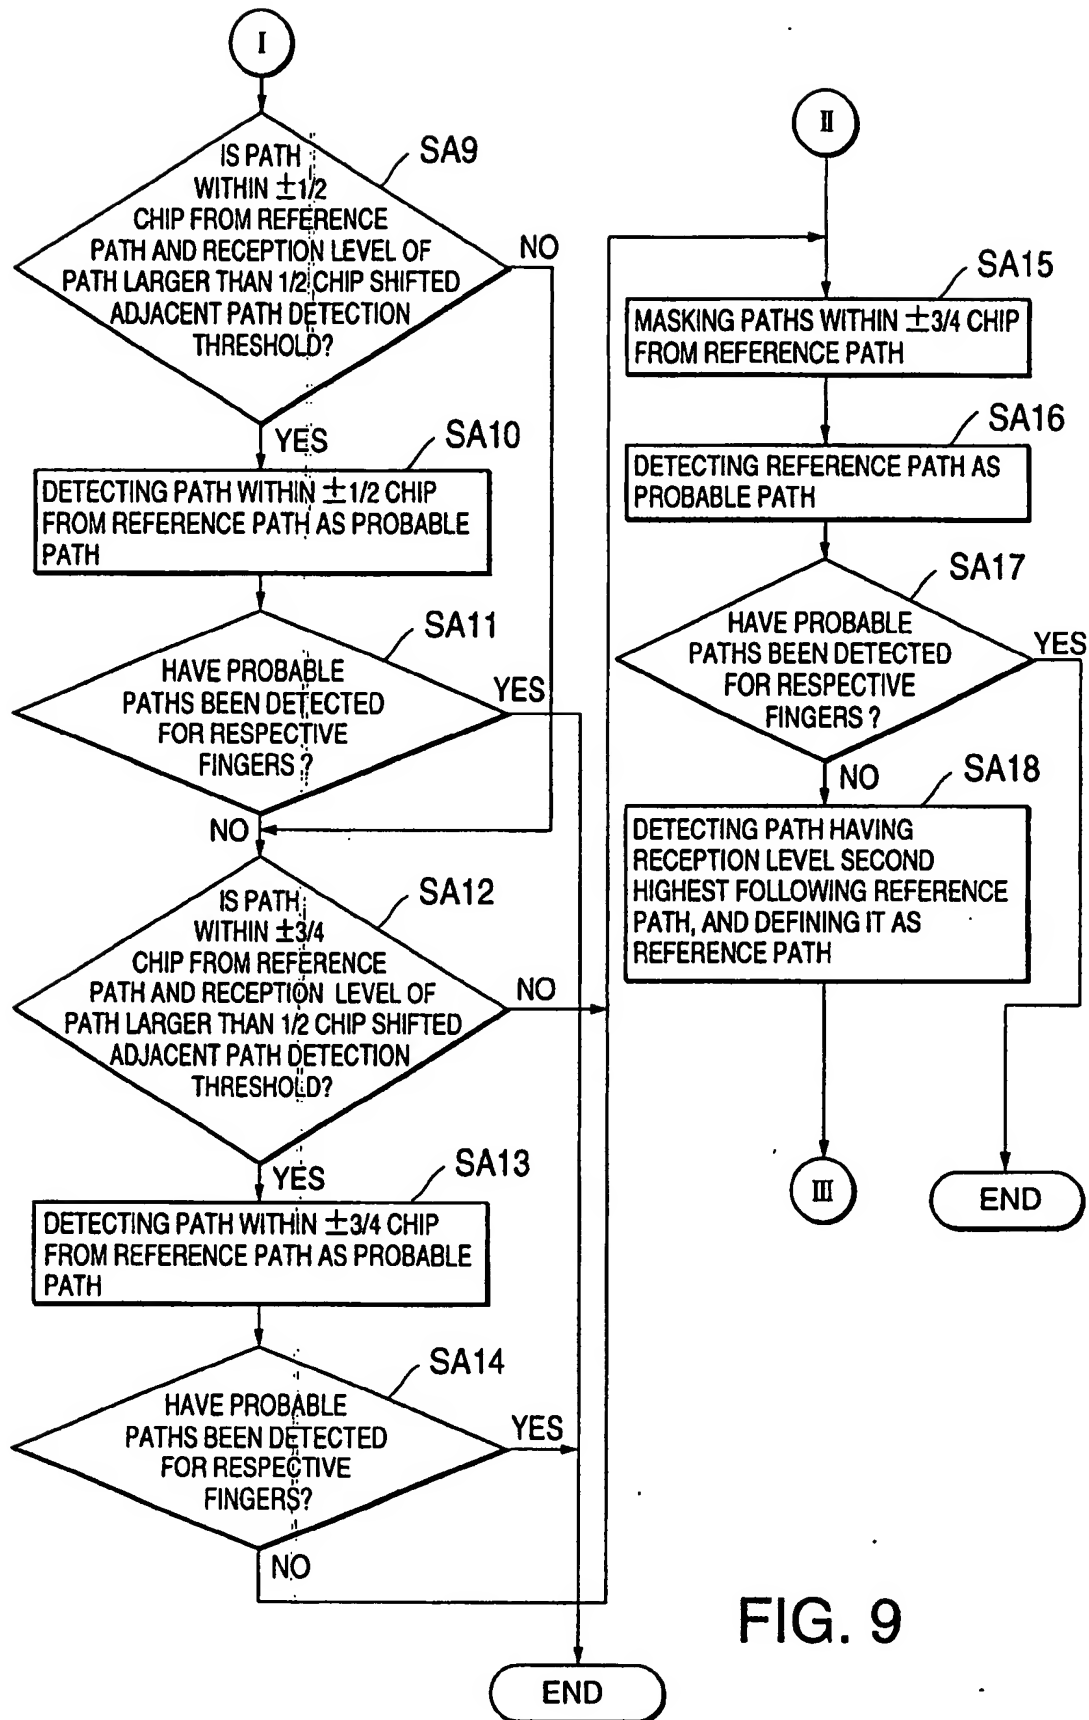 I
SA9
IS PATH
WITHIN ±1/2
CHIP FROM REFERENCE
PATH AND RECEPTION LEVEL OF
PATH LARGER THAN 1/2 CHIP SHIFTED
ADJACENT PATH DETECTION
THRESHOLD?
NO
YES
SA10
DETECTING PATH WITHIN ±1/2 CHIP
FROM REFERENCE PATH AS PROBABLE
PATH
SA11
HAVE PROBABLE
PATHS BEEN DETECTED
FOR RESPECTIVE
FINGERS ?
YES
NO
SA12
IS PATH
WITHIN ±3/4
CHIP FROM REFERENCE
PATH AND RECEPTION LEVEL OF
PATH LARGER THAN 1/2 CHIP SHIFTED
ADJACENT PATH DETECTION
THRESHOLD?
NO
YES
SA13
DETECTING PATH WITHIN ±3/4 CHIP
FROM REFERENCE PATH AS PROBABLE
PATH
SA14
HAVE PROBABLE
PATHS BEEN DETECTED
FOR RESPECTIVE
FINGERS?
YES
NO
END
II
SA15
MASKING PATHS WITHIN ±3/4 CHIP
FROM REFERENCE PATH
SA16
DETECTING REFERENCE PATH AS
PROBABLE PATH
SA17
HAVE PROBABLE
PATHS BEEN DETECTED
FOR RESPECTIVE
FINGERS ?
YES
NO
SA18
DETECTING PATH HAVING
RECEPTION LEVEL SECOND
HIGHEST FOLLOWING REFERENCE
PATH, AND DEFINING IT AS
REFERENCE PATH
III
END
FIG. 9